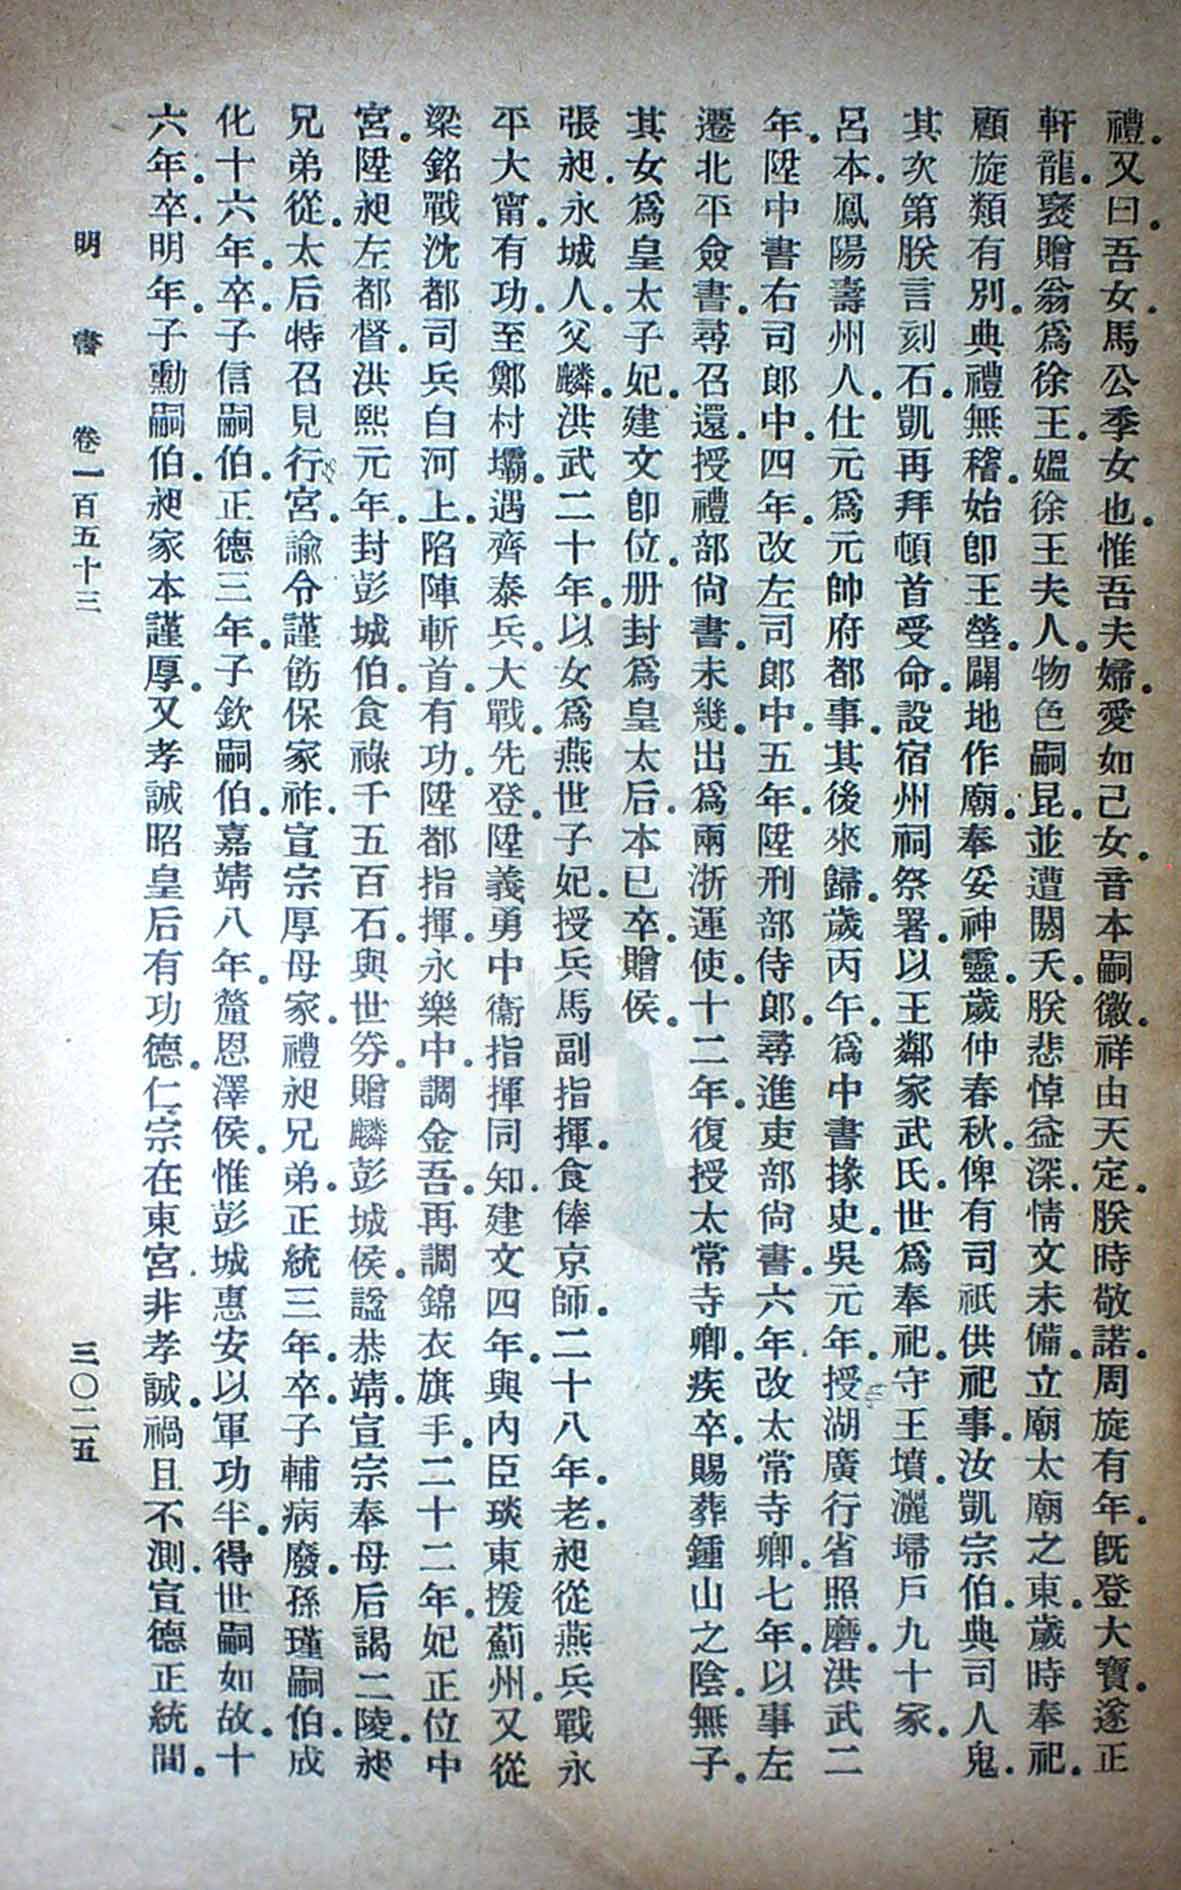 禮。又曰。吾女馬公季女也。惟吾夫婦。愛如己女。音本嗣徽。祥由天定。朕時敬諾。周旋有年。旣登大寶。遂正
軒龍。褒贈翁爲徐王。媼徐王夫人。物色嗣昆。並遭閼夭。朕悲悼益深。情文未備。立廟太廟之東。歲時奉祀。
顧旋類有別。典禮無稽。始卽王塋。闢地作廟。奉妥神靈。歲仲春秋。俾有司祇供祀事。汝凱宗伯。典司人鬼。
其次第朕言刻石。凱再拜頓首受命。設宿州祠祭署。以王鄰家武氏。世爲奉祀。守王墳。灑埽戶九十家。
呂本。鳳陽壽州人。仕元爲元帥府都事。其後來歸。歲丙午。爲中書掾史。吳元年。授湖廣行省照磨。洪武二
年。陞中書右司郎中。四年。改左司郎中。五年。陞刑部侍郎。尋進吏部尙書。六年。改太常寺卿。七年。以事左
遷北平僉書。尋召還。授禮部尙書。未幾。出爲兩浙運使。十二年。復授太常寺卿。疾卒。賜葬鍾山之陰。無子。
其女爲皇太子妃。建文卽位。册封爲皇太后。本已卒。贈侯。
張昶。永城人。父麟。洪武二十年。以女爲燕世子妃。授兵馬副指揮。食俸京師。二十八年。老。昶從燕兵戰永
平大甯。有功。至鄭村壩。遇齊泰兵。大戰。先登。陞義勇中衞指揮同知。建文四年。與內臣琰東援薊州。又從
梁銘戰沈都司兵白河上。陷陣斬首。有功。陞都指揮。永樂中。調金吾。再調錦衣旗手。二十二年。妃正位中
宮。陞昶左都督。洪熙元年。封彭城伯。食祿千五百石。與世券。贈麟彭城侯。諡恭靖。宣宗奉母后謁二陵。昶
兄弟從。太后特召見行宮。諭令謹飭保家祚。宣宗厚母家。禮昶兄弟。正統三年。卒。子輔病廢。孫瑾嗣伯。成
化十六年。卒。子信嗣伯。正德三年。子欽嗣伯。嘉靖八年。釐恩澤侯。惟彭城惠安以軍功半。得世嗣如故。十
六年。卒。明年。子勳嗣伯。昶家本謹厚。又孝誠昭皇后有功德。仁宗在東宮。非孝誠。禍且不測。宣德正統間。
明書 卷一百五十三 三〇二五